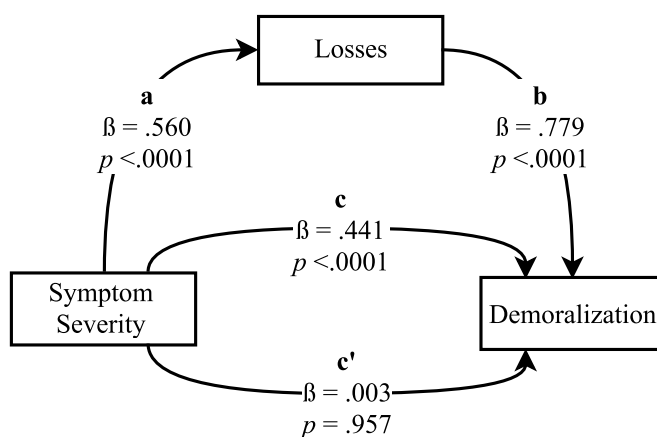 Losses
a
ß = .560
p <.0001
b
ß = .779
p <.0001
c
ß = .441
p <.0001
Symptom
Severity
Demoralization
c'
ß = .003
p = .957